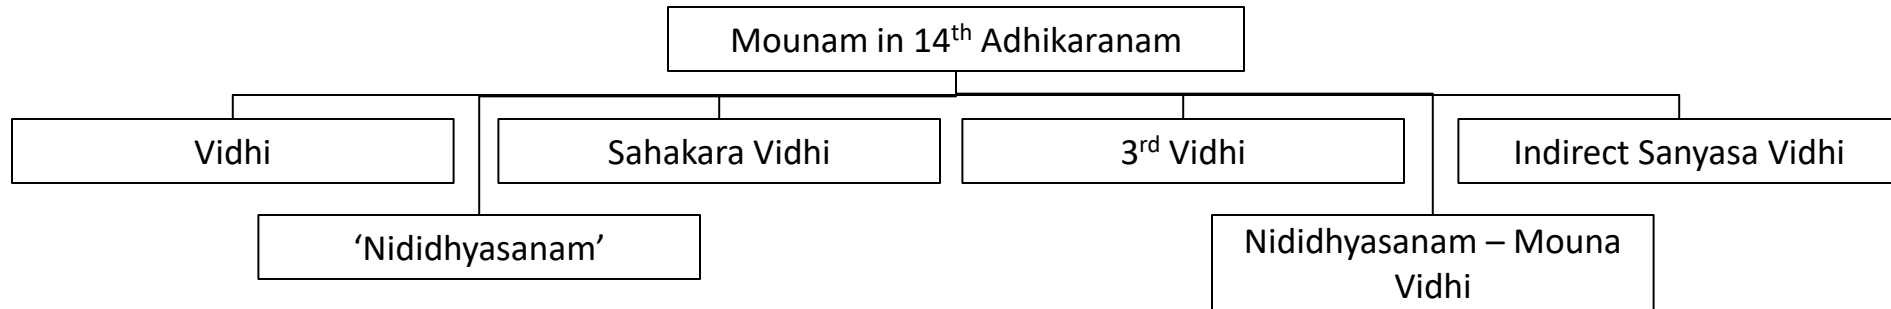 Mounam in 14th Adhikaranam
Vidhi
Sahakara Vidhi
3rd Vidhi
Indirect Sanyasa Vidhi
‘Nididhyasanam’
Nididhyasanam – Mouna
Vidhi